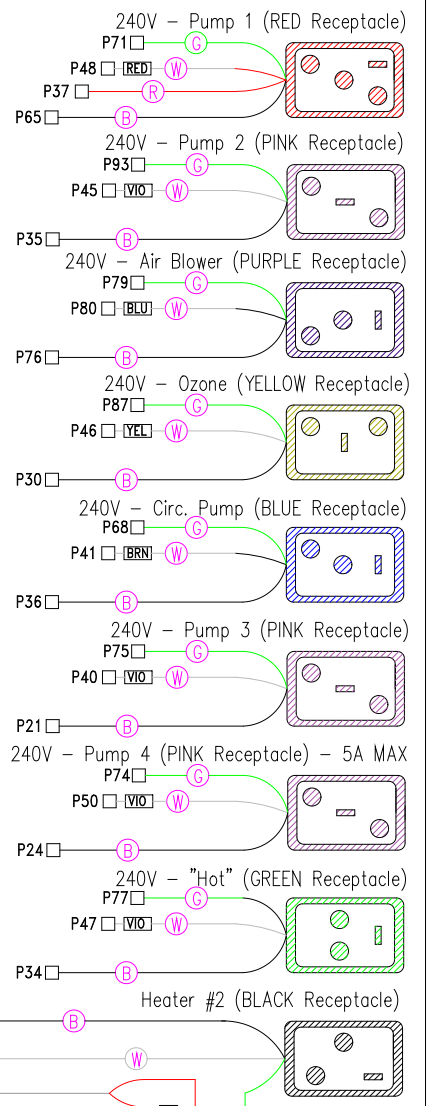 240V - Pump 1 (RED Receptacle)
P71 G
P48 RED W
P37 R
P65 B
240V - Pump 2 (PINK Receptacle)
P93 G
P45 VIO W
P35 B
240V - Air Blower (PURPLE Receptacle)
P79 G
P80 BLU W
P76 B
240V - Ozone (YELLOW Receptacle)
P87 G
P46 YEL W
P30 B
240V - Circ. Pump (BLUE Receptacle)
P68 G
P41 BRN W
P36 B
240V - Pump 3 (PINK Receptacle)
P75 G
P40 VIO W
P21 B
240V - Pump 4 (PINK Receptacle) - 5A MAX
P74 G
P50 VIO W
P24 B
240V - "Hot" (GREEN Receptacle)
P77 G
P47 VIO W
P34 B
Heater #2 (BLACK Receptacle)
B
W